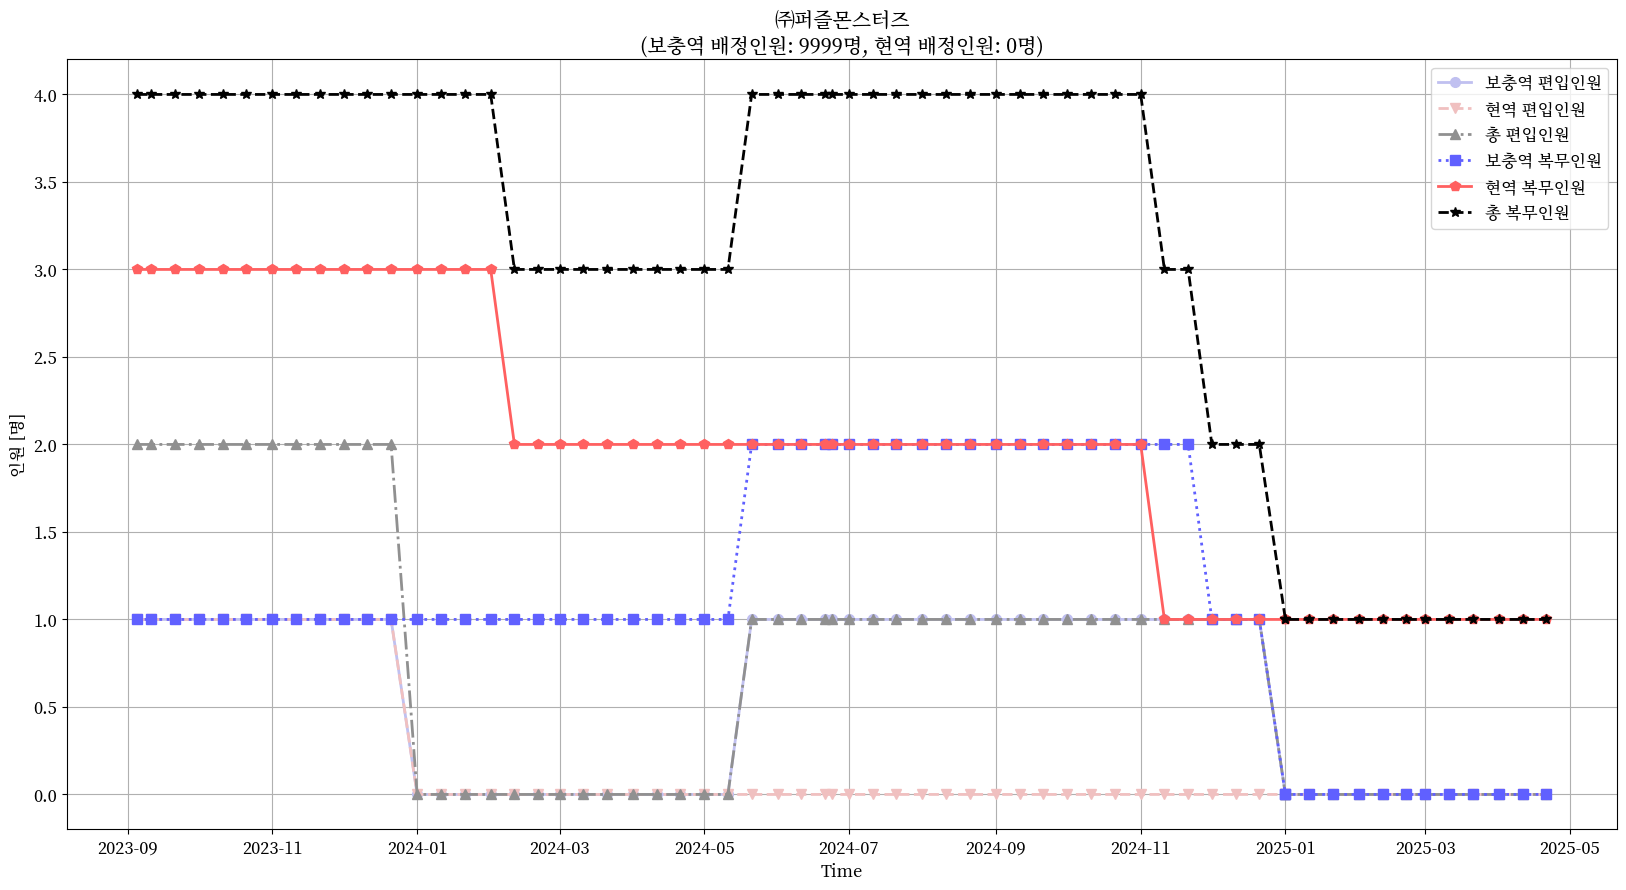 ㈜퍼즐몬스터즈
(보충역 배정인원: 9999명, 현역 배정인원: 0명)
보충역 편입인원
현역 편입인원
총 편입인원
보충역 복무인원
현역 복무인원
총 복무인원
인원 [명]
4.0
3.5
3.0
2.5
2.0
1.5
1.0
0.5
0.0
2023-09 2023-11 2024-01 2024-03 2024-05 2024-07 2024-09 2024-11 2025-01 2025-03 2025-05
Time